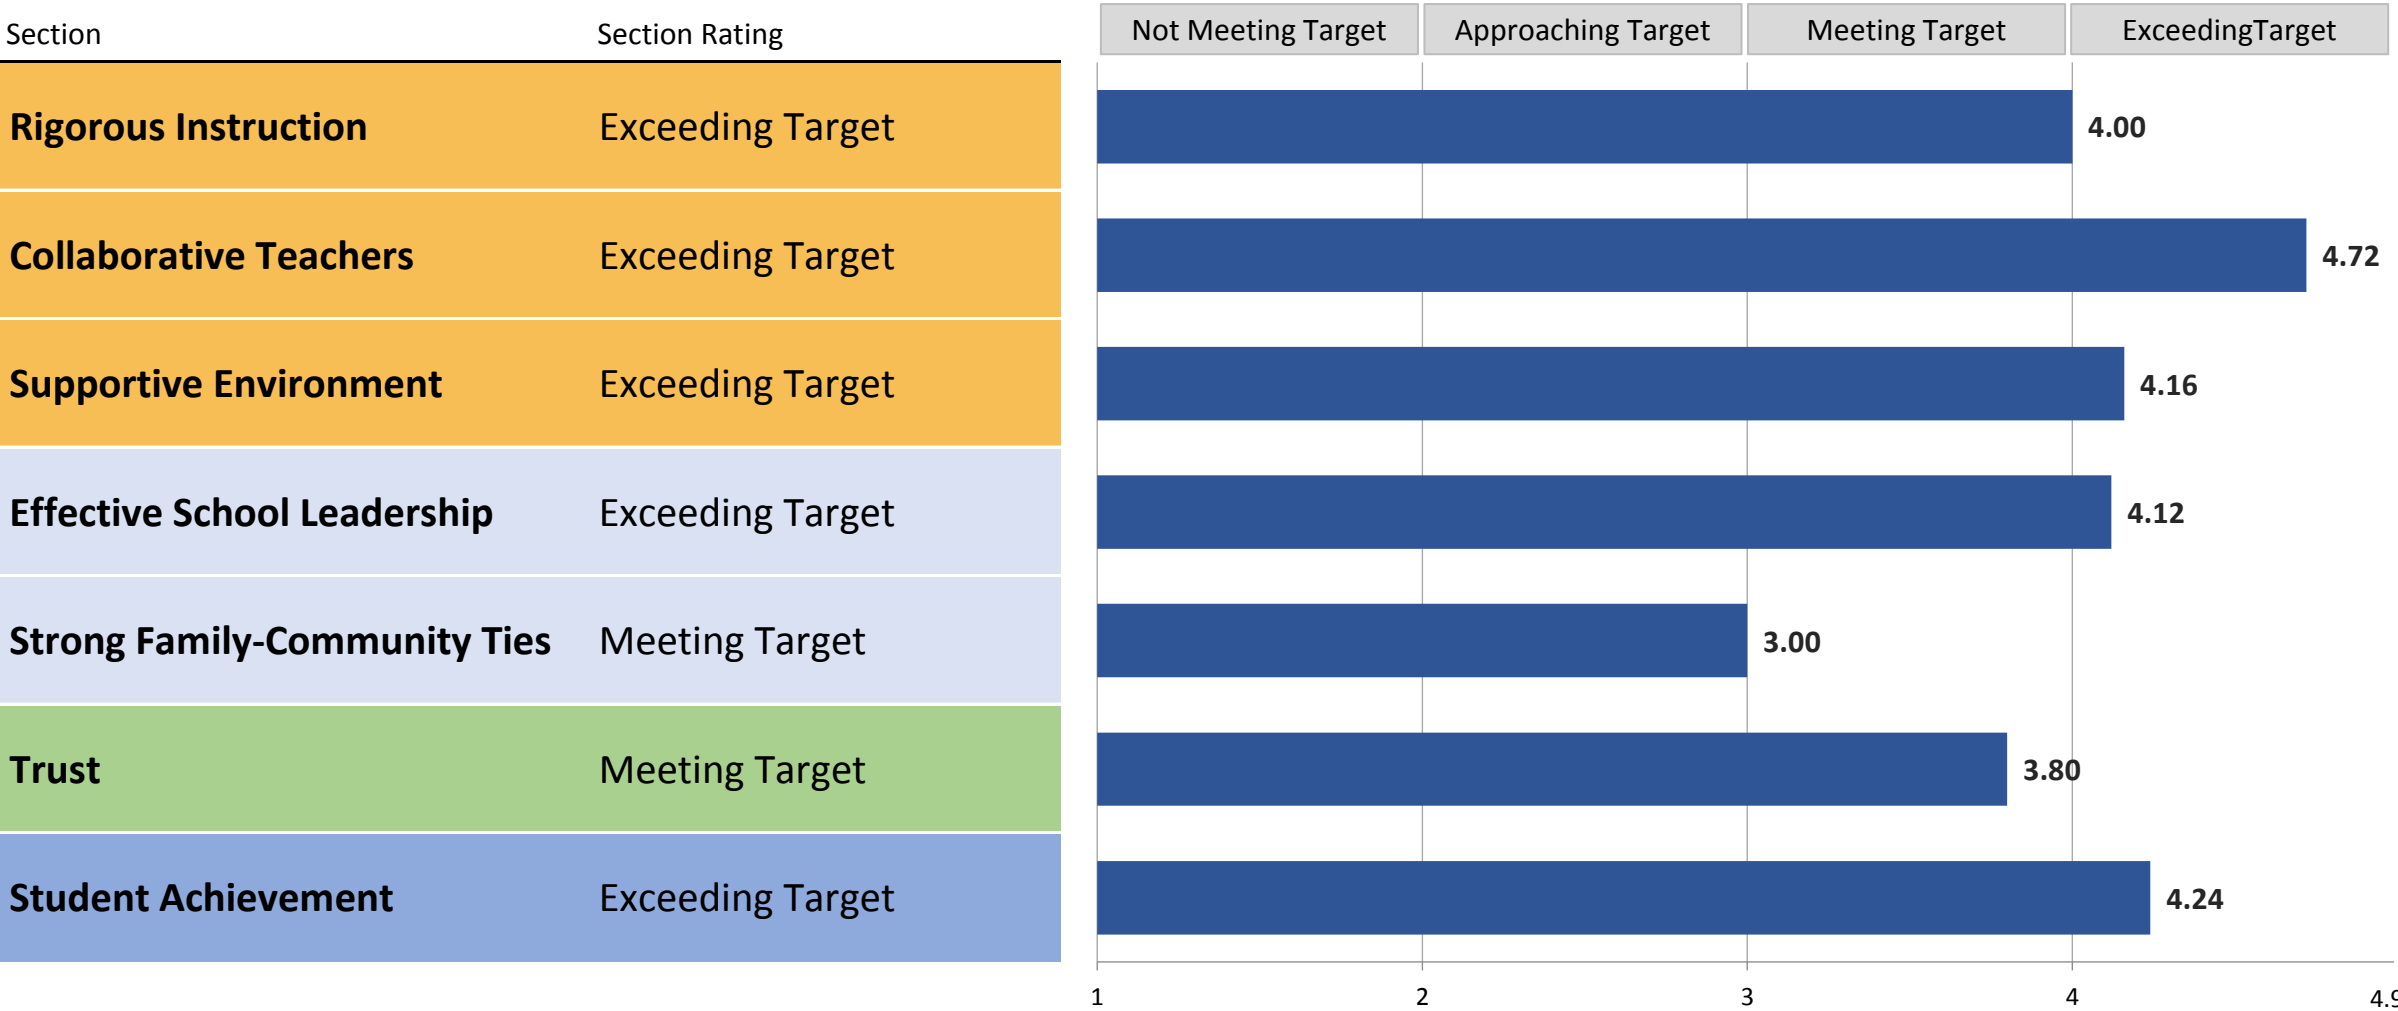 Section Section Rating Not Meeting Target Approaching Target Meeting Target ExceedingTarget
Rigorous Instruction Exceeding Target 4.00
Collaborative Teachers Exceeding Target 4.72
Supportive Environment Exceeding Target 4.16
Effective School Leadership Exceeding Target 4.12
Strong Family-Community Ties Meeting Target 3.00
Trust Meeting Target 3.80
Student Achievement Exceeding Target 4.24
1 2 3 4